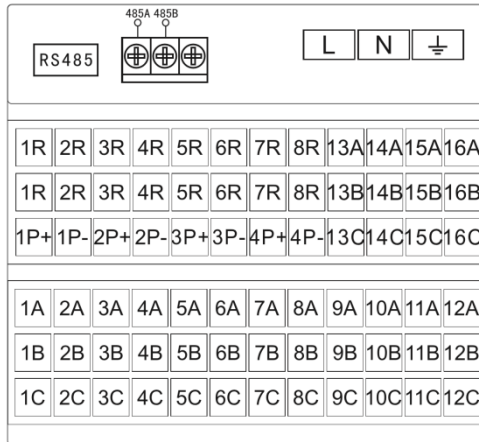 485A 485B
RS485 L N
1R 2R 3R 4R 5R 6R 7R 8R 13A 14A 15A 16A
1R 2R 3R 4R 5R 6R 7R 8R 13B 14B 15B 16B
1P+ 1P- 2P+ 2P- 3P+ 3P- 4P+ 4P- 13C 14C 15C 16C
1A 2A 3A 4A 5A 6A 7A 8A 9A 10A 11A 12A
1B 2B 3B 4B 5B 6B 7B 8B 9B 10B 11B 12B
1C 2C 3C 4C 5C 6C 7C 8C 9C 10C 11C 12C